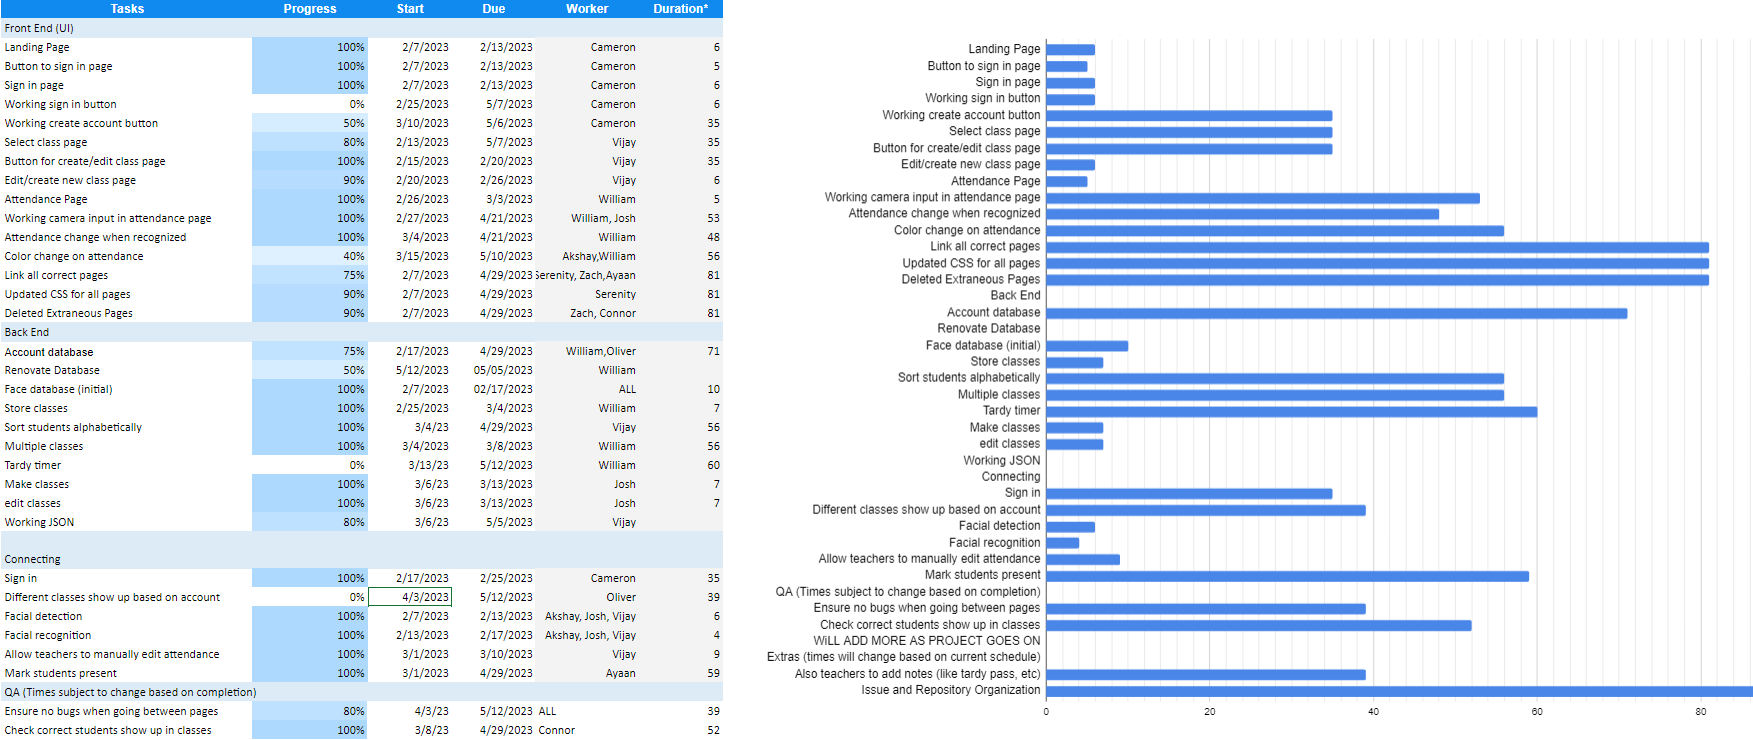 Tasks Progress Start Due Worker Duration*
Front End (UI)
Landing Page 100% 2/7/2023 2/13/2023 Cameron 6
Button to sign in page 100% 2/7/2023 2/13/2023 Cameron 5
Sign in page 100% 2/7/2023 2/13/2023 Cameron 6
Working sign in button 0% 2/25/2023 5/7/2023 Cameron 6
Working create account button 50% 3/10/2023 5/6/2023 Cameron 35
Select class page 80% 2/13/2023 5/7/2023 Vijay 35
Button for create/edit class page 100% 2/15/2023 2/20/2023 Vijay 35
Edit/create new class page 90% 2/20/2023 2/26/2023 Vijay 6
Attendance Page 100% 2/26/2023 3/3/2023 William 5
Working camera input in attendance page 100% 2/27/2023 4/21/2023 William, Josh 53
Attendance change when recognized 100% 3/4/2023 4/21/2023 William 48
Color change on attendance 40% 3/15/2023 5/10/2023 Akshay,William 56
Link all correct pages 75% 2/7/2023 4/29/2023 Serenity, Zach,Ayaan 81
Updated CSS for all pages 90% 2/7/2023 4/29/2023 Serenity 81
Deleted Extraneous Pages 90% 2/7/2023 4/29/2023 Zach, Connor 81
Back End
Account database 75% 2/17/2023 4/29/2023 William,Oliver 71
Renovate Database 50% 5/12/2023 05/05/2023 William
Face database (initial) 100% 2/7/2023 02/17/2023 ALL 10
Store classes 100% 2/25/2023 3/4/2023 William 7
Sort students alphabetically 100% 3/4/23 4/29/2023 Vijay 56
Multiple classes 100% 3/4/2023 3/8/2023 William 56
Tardy timer 0% 3/13/23 5/12/2023 William 60
Make classes 100% 3/6/23 3/13/2023 Josh 7
edit classes 100% 3/6/23 3/13/2023 Josh 7
Working JSON 80% 3/6/23 5/5/2023 Vijay
Connecting
Sign in 100% 2/17/2023 2/25/2023 Cameron 35
Different classes show up based on account 0% 4/3/2023 5/12/2023 Oliver 39
Facial detection 100% 2/7/2023 2/13/2023 Akshay, Josh, Vijay 6
Facial recognition 100% 2/13/2023 2/17/2023 Akshay, Josh, Vijay 4
Allow teachers to manually edit attendance 100% 3/1/2023 3/10/2023 Vijay 9
Mark students present 100% 3/1/2023 4/29/2023 Ayaan 59
QA (Times subject to change based on completion)
Ensure no bugs when going between pages 80% 4/3/23 5/12/2023 ALL 39
Check correct students show up in classes 100% 3/8/23 4/29/2023 Connor 52
Landing Page
Button to sign in page
Sign in page
Working sign in button
Working create account button
Select class page
Button for create/edit class page
Edit/create new class page
Attendance Page
Working camera input in attendance page
Attendance change when recognized
Color change on attendance
Link all correct pages
Updated CSS for all pages
Deleted Extraneous Pages
Back End
Account database
Renovate Database
Face database (initial)
Store classes
Sort students alphabetically
Multiple classes
Tardy timer
Make classes
edit classes
Working JSON
Connecting
Sign in
Different classes show up based on account
Facial detection
Facial recognition
Allow teachers to manually edit attendance
Mark students present
QA (Times subject to change based on completion)
Ensure no bugs when going between pages
Check correct students show up in classes
WiLL ADD MORE AS PROJECT GOES ON
Extras (times will change based on current schedule)
Also teachers to add notes (like tardy pass, etc)
Issue and Repository Organization
0 20 40 60 80